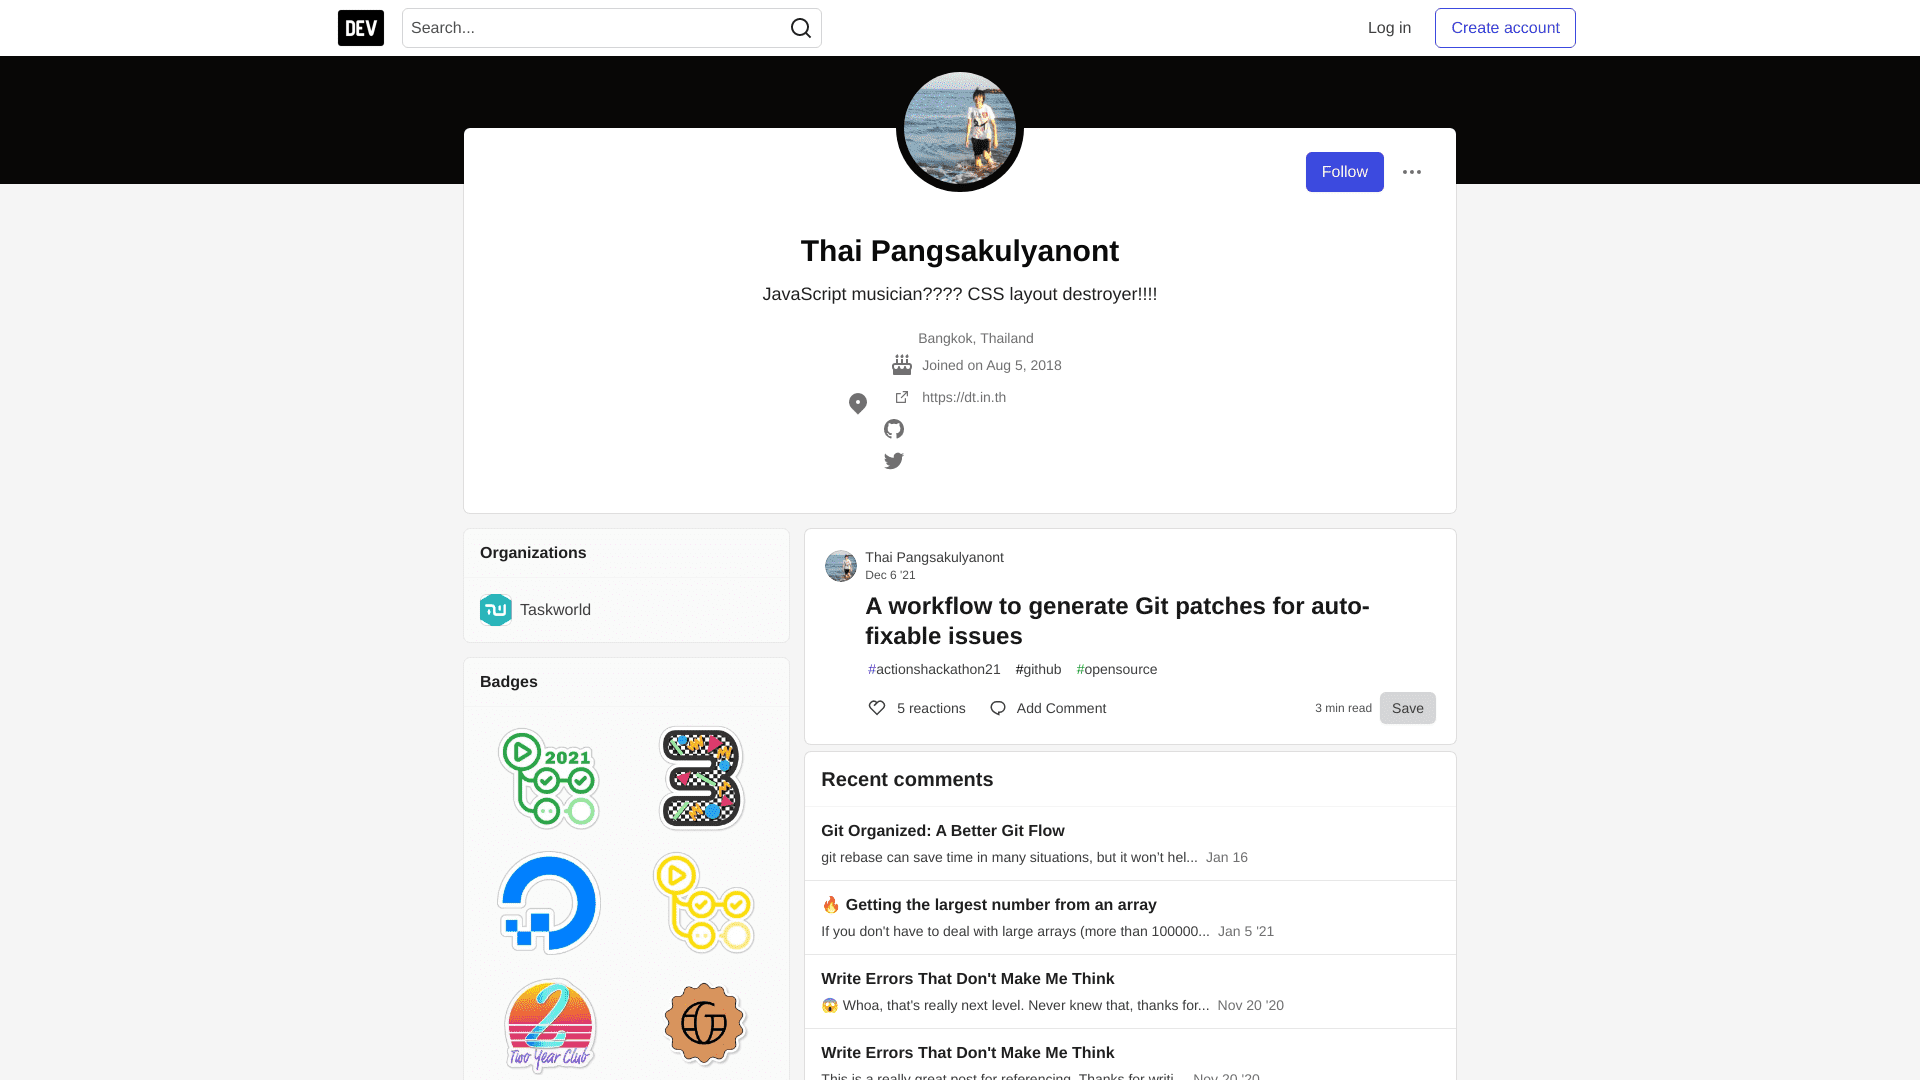 DEV
Search...
Log in
Create account
Follow
Thai Pangsakulyanont
JavaScript musician???? CSS layout destroyer!!!!
Bangkok, Thailand
Joined on Aug 5, 2018
https://dt.in.th
Organizations
Taskworld
Badges
2021
3
2
Two Year Club
Thai Pangsakulyanont
Dec 6 '21
A workflow to generate Git patches for auto-
fixable issues
#actionshackathon21 #github #opensource
5 reactions
Add Comment
3 min read
Save
Recent comments
Git Organized: A Better Git Flow
git rebase can save time in many situations, but it won’t hel... Jan 16
🔥 Getting the largest number from an array
If you don't have to deal with large arrays (more than 100000... Jan 5 '21
Write Errors That Don't Make Me Think
😱 Whoa, that's really next level. Never knew that, thanks for... Nov 20 '20
Write Errors That Don't Make Me Think
This is a really great post for referencing. Thanks for writi... Nov 20 '20